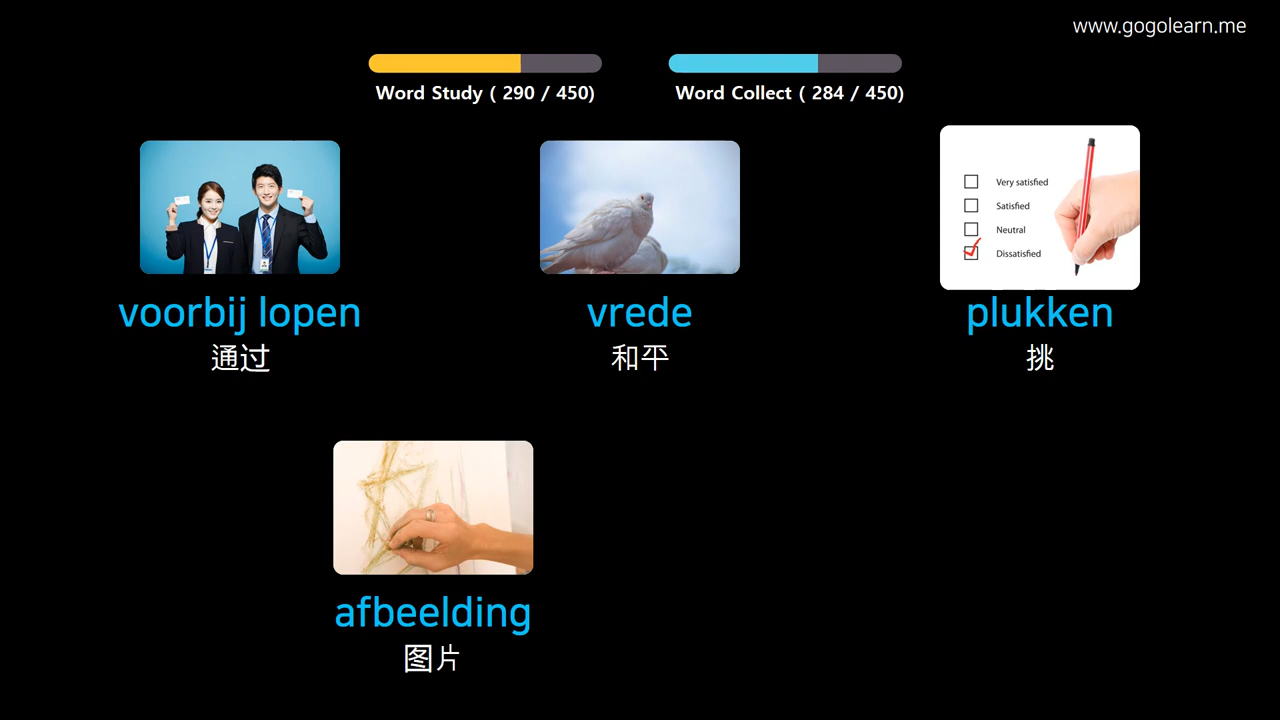 www.gogolearn.me
Word Study ( 290 / 450)
Word Collect ( 284 / 450)
Very satisfied
Satisfied
Neutral
Dissatisfied
voorbij lopen
通过
vrede
和平
plukken
挑
afbeelding
图片